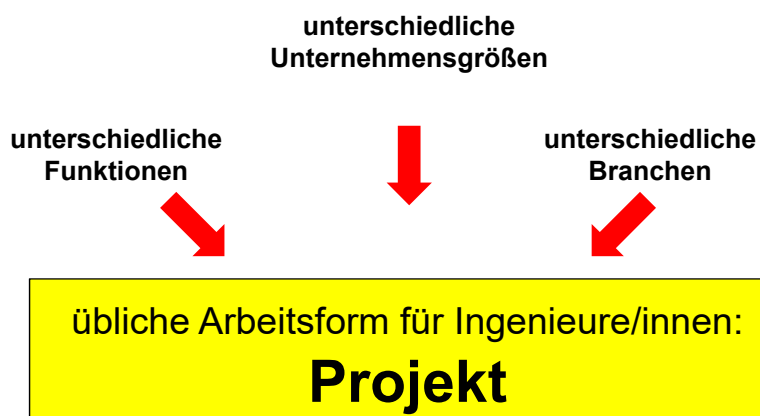 unterschiedliche
Unternehmensgrößen
unterschiedliche
Funktionen
unterschiedliche
Branchen
übliche Arbeitsform für Ingenieure/innen:
Projekt